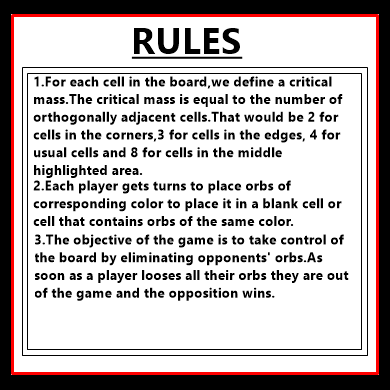 RULES
1.For each cell in the board,we define a critical
mass.The critical mass is equal to the number of
orthogonally adjacent cells.That would be 2 for
cells in the corners,3 for cells in the edges, 4 for
usual cells and 8 for cells in the middle
highlighted area.
2.Each player gets turns to place orbs of
corresponding color to place it in a blank cell or
cell that contains orbs of the same color.
3.The objective of the game is to take control of
the board by eliminating opponents' orbs.As
soon as a player looses all their orbs they are out
of the game and the opposition wins.